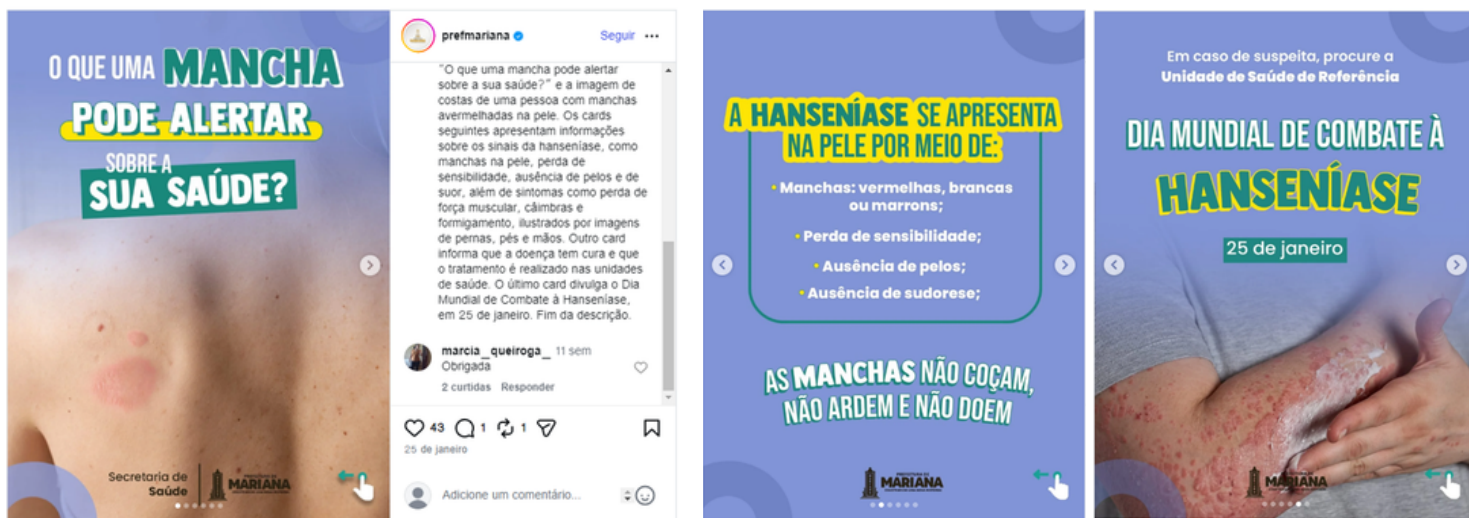 O QUE UMA MANCHA
PODE ALERTAR
SOBRE A
SUA SAÚDE?
Secretaria de
Saúde
MARIANA
prefmariana
Seguir
"O que uma mancha pode alertar
sobre a sua saúde?" e a imagem de
costas de uma pessoa com manchas
avermelhadas na pele. Os cards
seguintes apresentam informações
sobre os sinais da hanseníase, como
manchas na pele, perda de
sensibilidade, ausência de pelos e de
suor, além de sintomas como perda de
força muscular, câimbras e
formigamento, ilustrados por imagens
de pernas, pés e mãos. Outro card
informa que a doença tem cura e que
o tratamento é realizado nas unidades
de saúde. O último card divulga o Dia
Mundial de Combate à Hanseníase,
em 25 de janeiro. Fim da descrição.
marcia_queiroga_ 11 sem
Obrigada
2 curtidas Responder
43 1 1
25 de janeiro
Adicione um comentário...
A HANSENÍASE SE APRESENTA
NA PELE POR MEIO DE:
• Manchas: vermelhas, brancas
ou marrons;
• Perda de sensibilidade;
• Ausência de pelos;
• Ausência de sudorese;
AS MANCHAS NÃO COÇAM,
NÃO ARDEM E NÃO DOEM
PREFEITURA DE
MARIANA
Em caso de suspeita, procure a
Unidade de Saúde de Referência
DIA MUNDIAL DE COMBATE À
HANSENÍASE
25 de janeiro
MARIANA